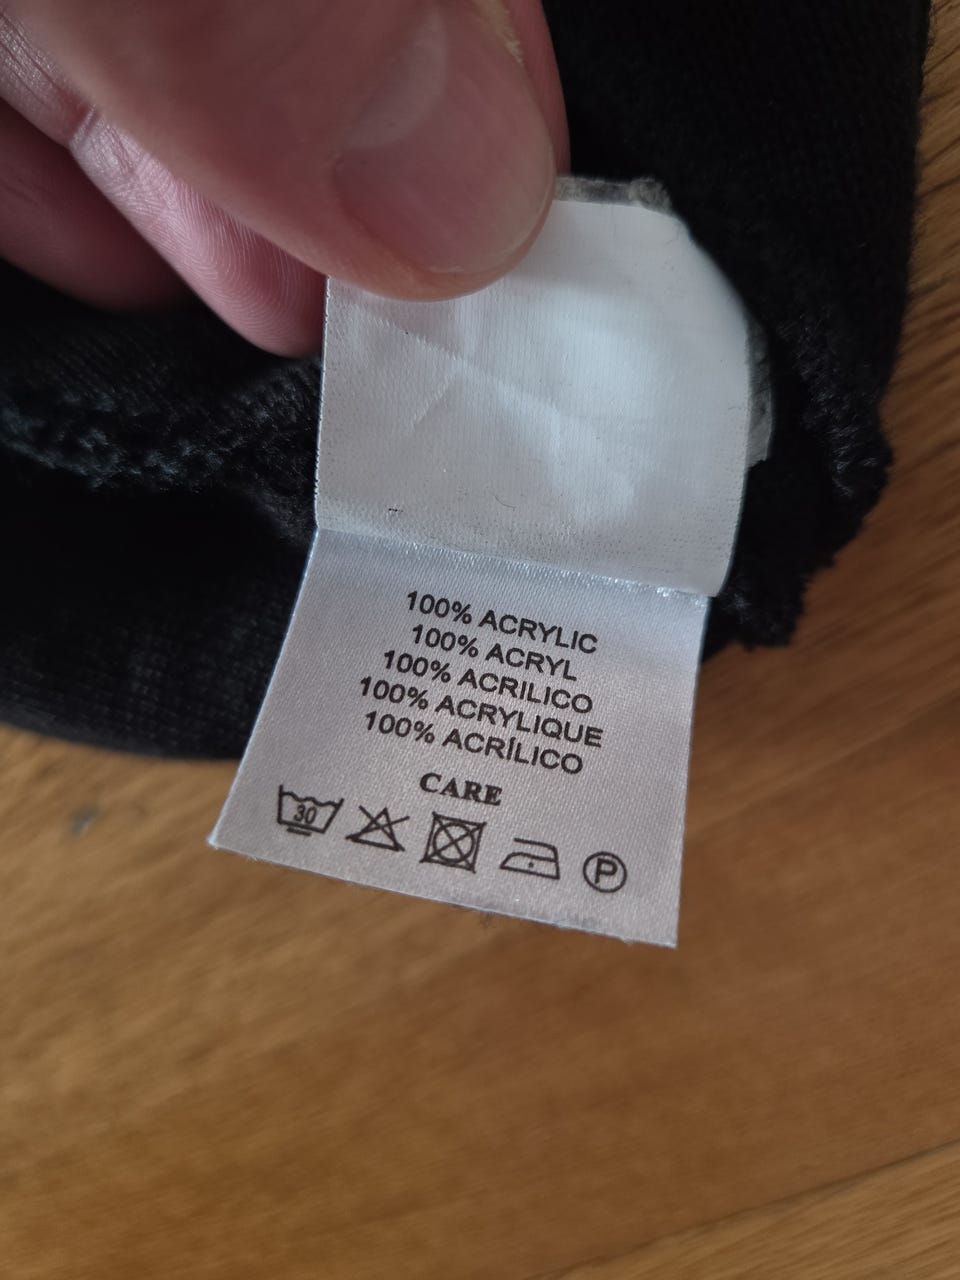 100% ACRYLIC
100% ACRYL
100% ACRILICO
100% ACRYLIQUE
100% ACRÍLICO
CARE
30 P